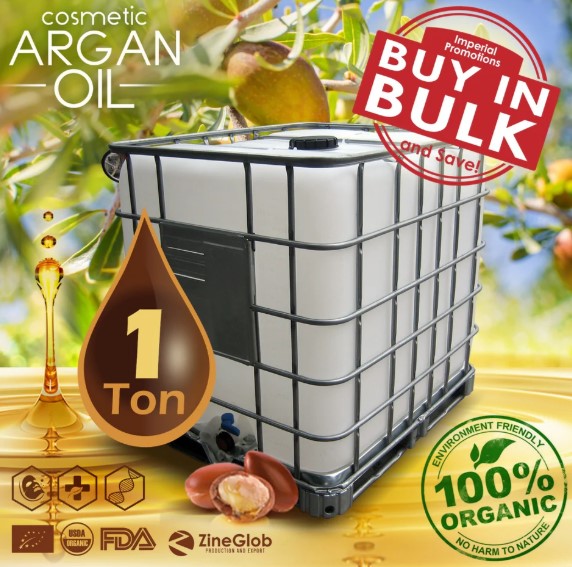 cosmetic
ARGAN
OIL
Imperial
Promotions
BUY IN
BULK
and Save!
1
Ton
ENVIRONMENT FRIENDLY
100%
ORGANIC
NO HARM TO NATURE
USDA
ORGANIC
FDA
ZineGlob
PRODUCTION AND EXPORT